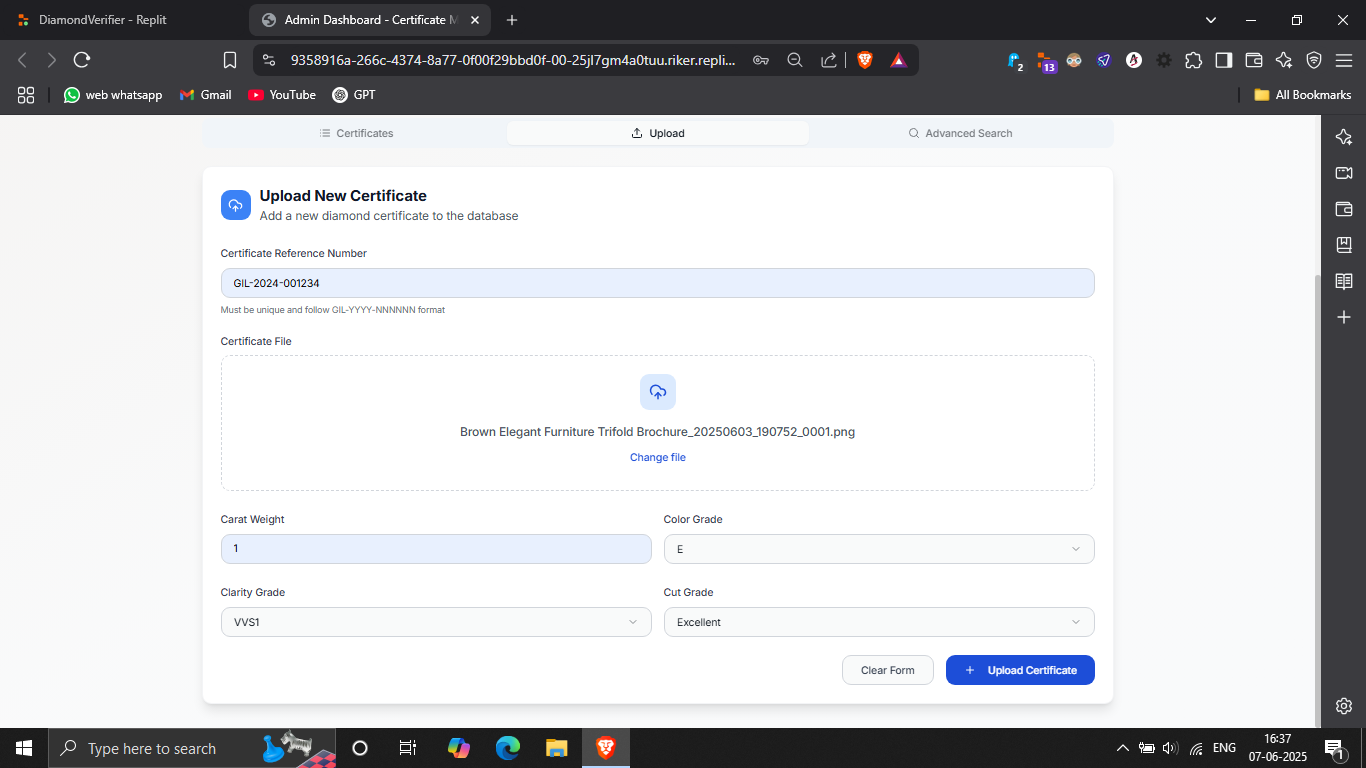 DiamondVerifier - Replit
Admin Dashboard - Certificate M
9358916a-266c-4374-8a77-0f00f29bbd0f-00-25jl7gm4a0tuu.riker.repli...
2
13
web whatsapp
Gmail
YouTube
GPT
All Bookmarks
Certificates
Upload
Advanced Search
Upload New Certificate
Add a new diamond certificate to the database
Certificate Reference Number
GIL-2024-001234
Must be unique and follow GIL-YYYY-NNNNNN format
Certificate File
Brown Elegant Furniture Trifold Brochure_20250603_190752_0001.png
Change file
Carat Weight
Color Grade
1
E
Clarity Grade
Cut Grade
VVS1
Excellent
Clear Form
+ Upload Certificate
Type here to search
ENG
16:37
07-06-2025
1